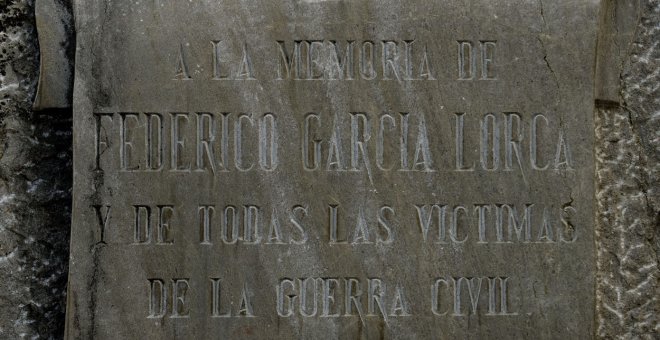 A LA MEMORIA DE
FEDERICO GARCIA LORCA
Y DE TODAS LAS VICTIMAS
DE LA GUERRA CIVIL